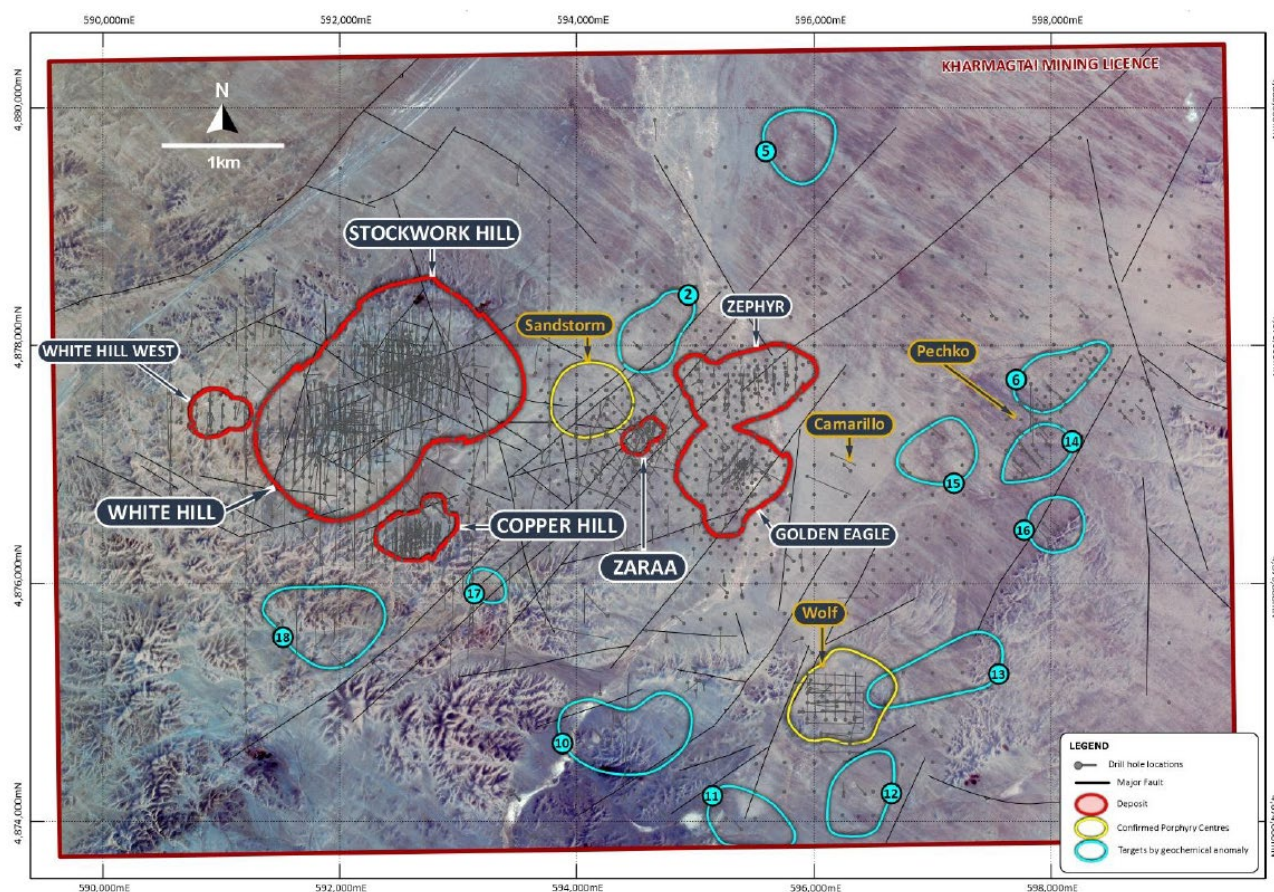 590,000mE
592,000mE
594,000mE
596,000mE
598,000mE
KHARMAGTAI MINING LICENCE
4,880,000mN
N
1km
5
STOCKWORK HILL
2
ZEPHYR
Sandstorm
4,878,000mN
WHITE HILL WEST
Pechko
6
Camarillo
14
15
WHITE HILL
COPPER HILL
16
GOLDEN EAGLE
ZARAA
4,876,000mN
17
Wolf
18
13
10
LEGEND
Drill hole locations
Major Fault
Deposit
Confirmed Porphyry Centres
Targets by geochemical anomaly
11
12
4,874,000mN
590,000mE
592,000mE
594,000mE
596,000mE
598,000mE